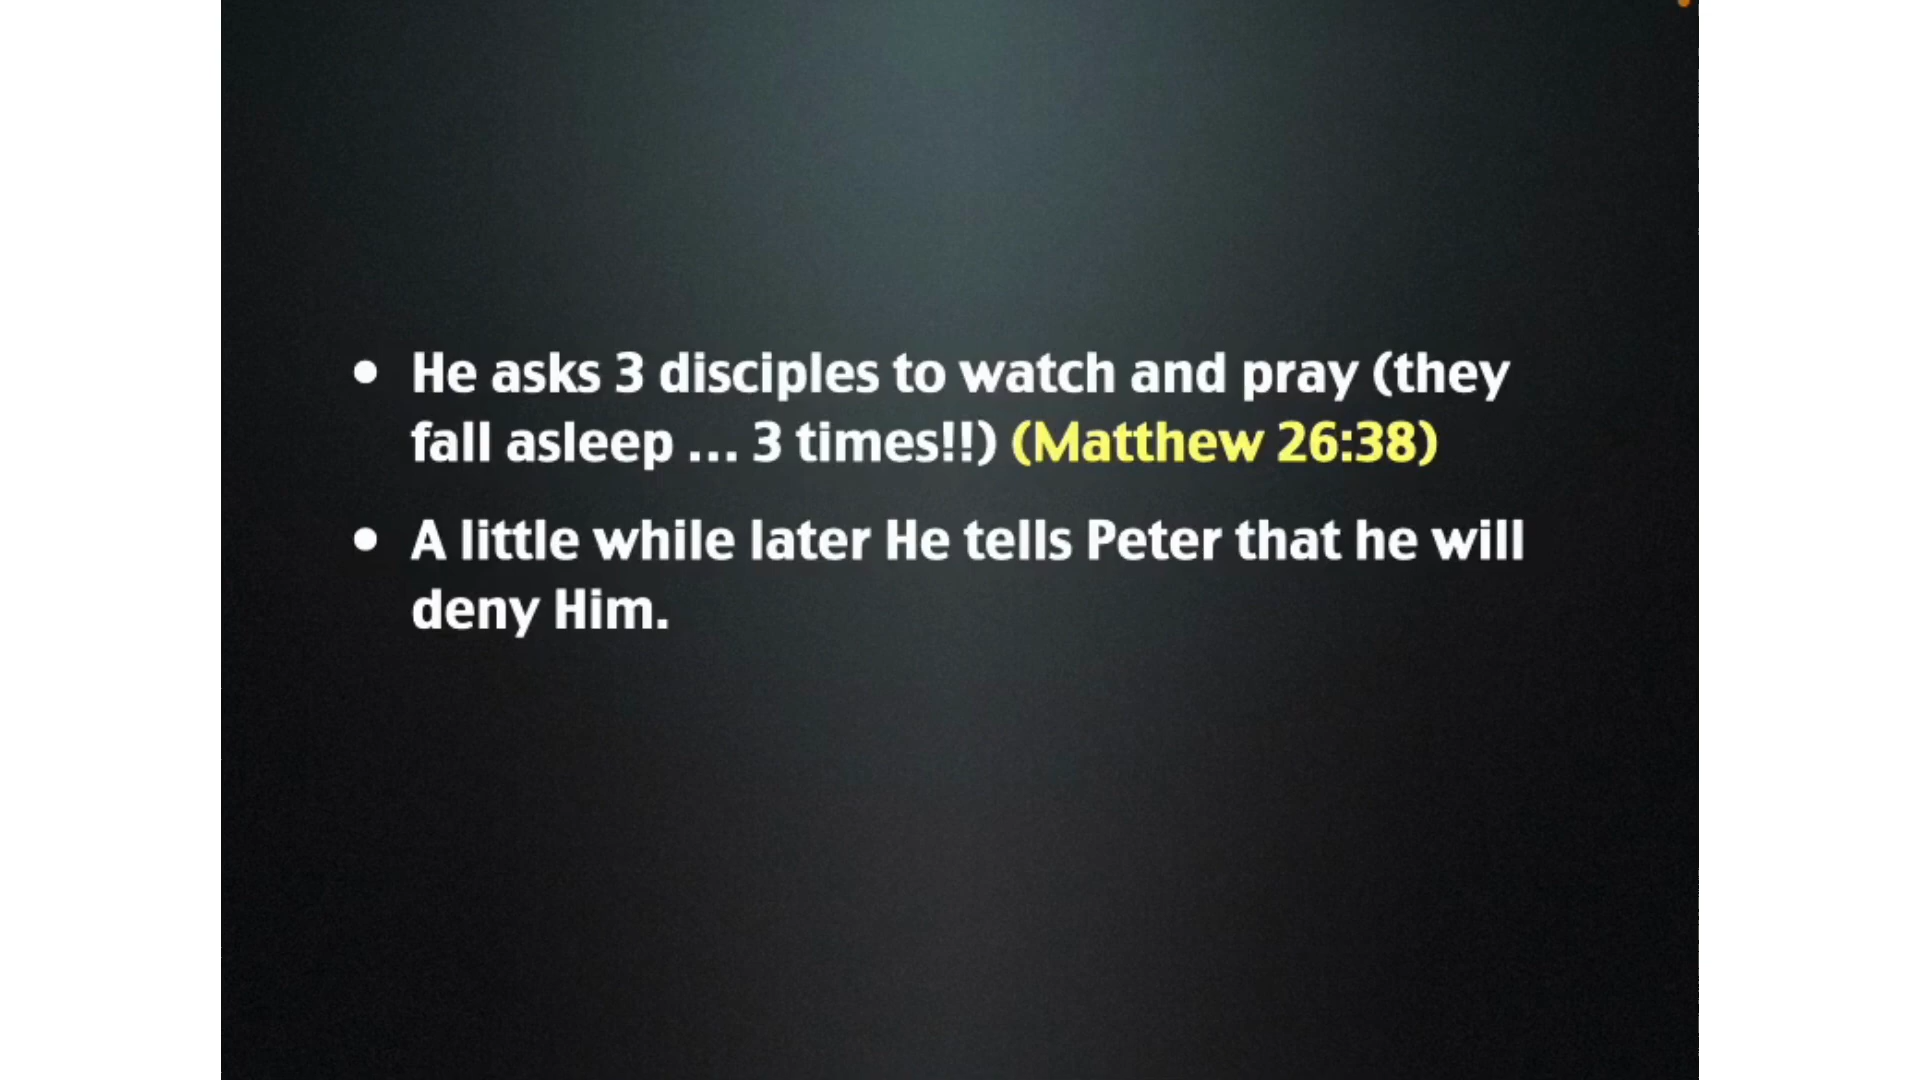 • He asks 3 disciples to watch and pray (they
fall asleep ... 3 times!!) (Matthew 26:38)
• A little while later He tells Peter that he will
deny Him.